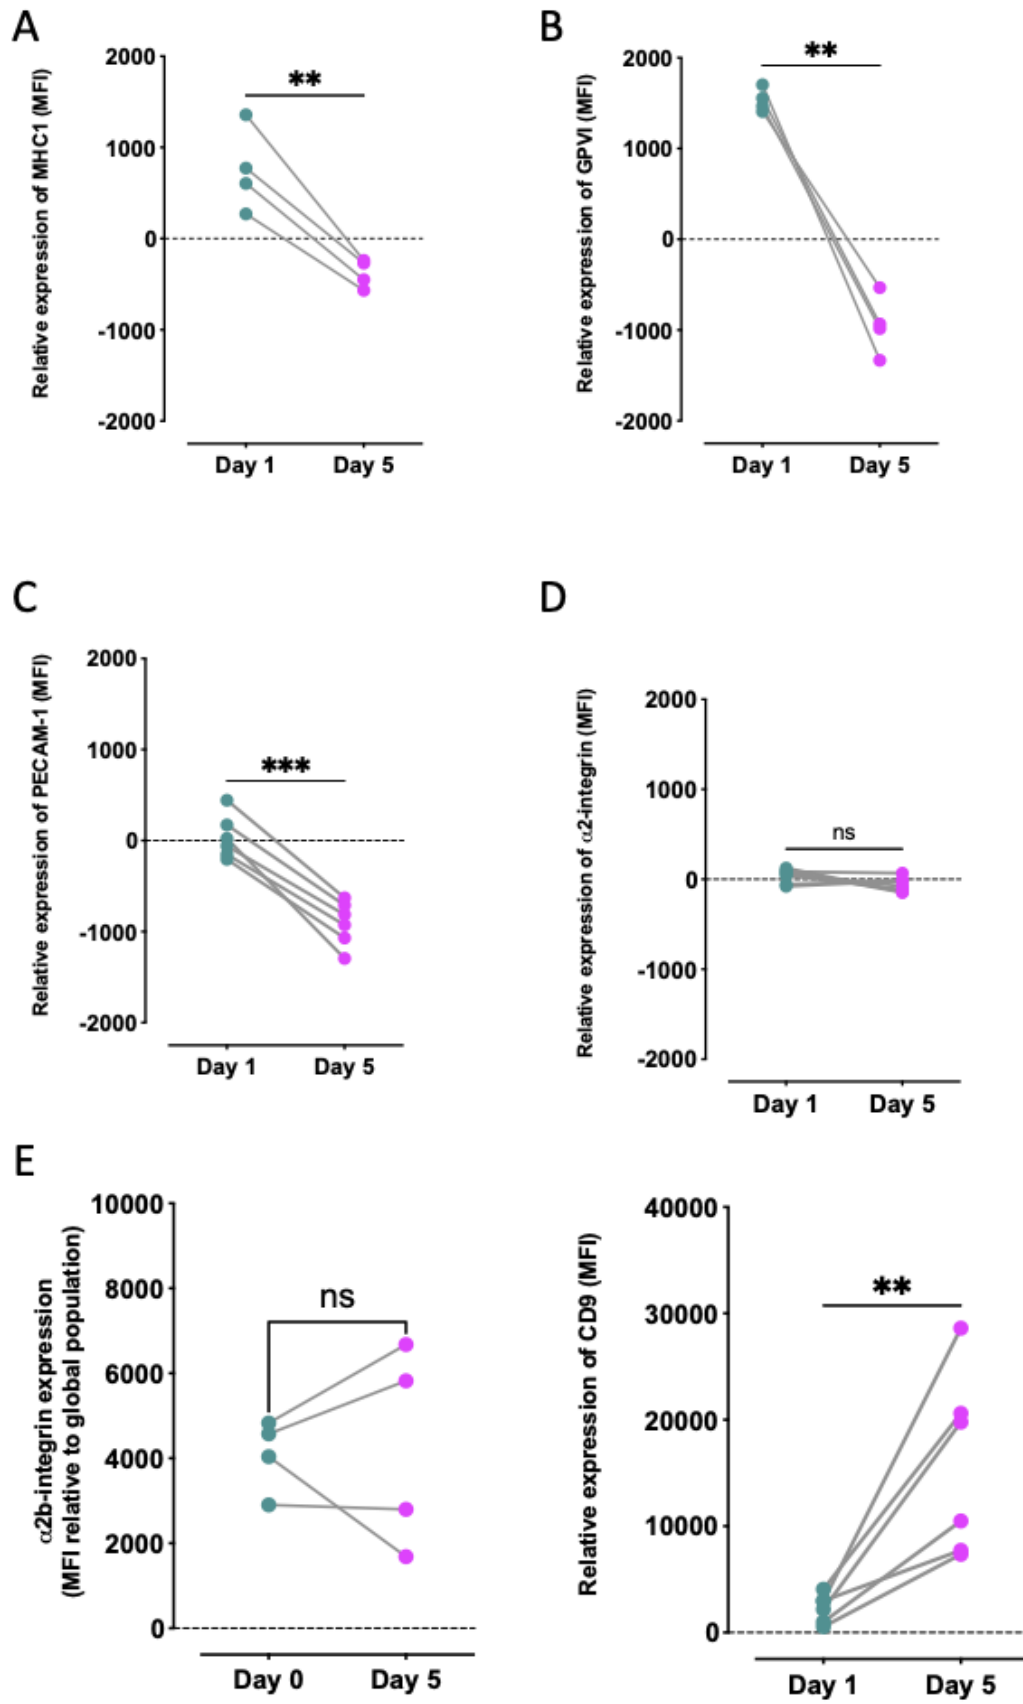 A
Relative expression of MHC1 (MFI)
2000
1000
0
-1000
-2000
**
Day 1 Day 5
B
Relative expression of GPVI (MFI)
2000
1000
0
-1000
-2000
**
Day 1 Day 5
C
Relative expression of PECAM-1 (MFI)
2000
1000
0
-1000
-2000
***
Day 1 Day 5
D
Relative expression of α2-integrin (MFI)
2000
1000
0
-1000
-2000
ns
Day 1 Day 5
E
α2b-integrin expression
(MFI relative to global population)
10000
8000
6000
4000
2000
0
ns
Day 0 Day 5
Relative expression of CD9 (MFI)
40000
30000
20000
10000
0
**
Day 1 Day 5